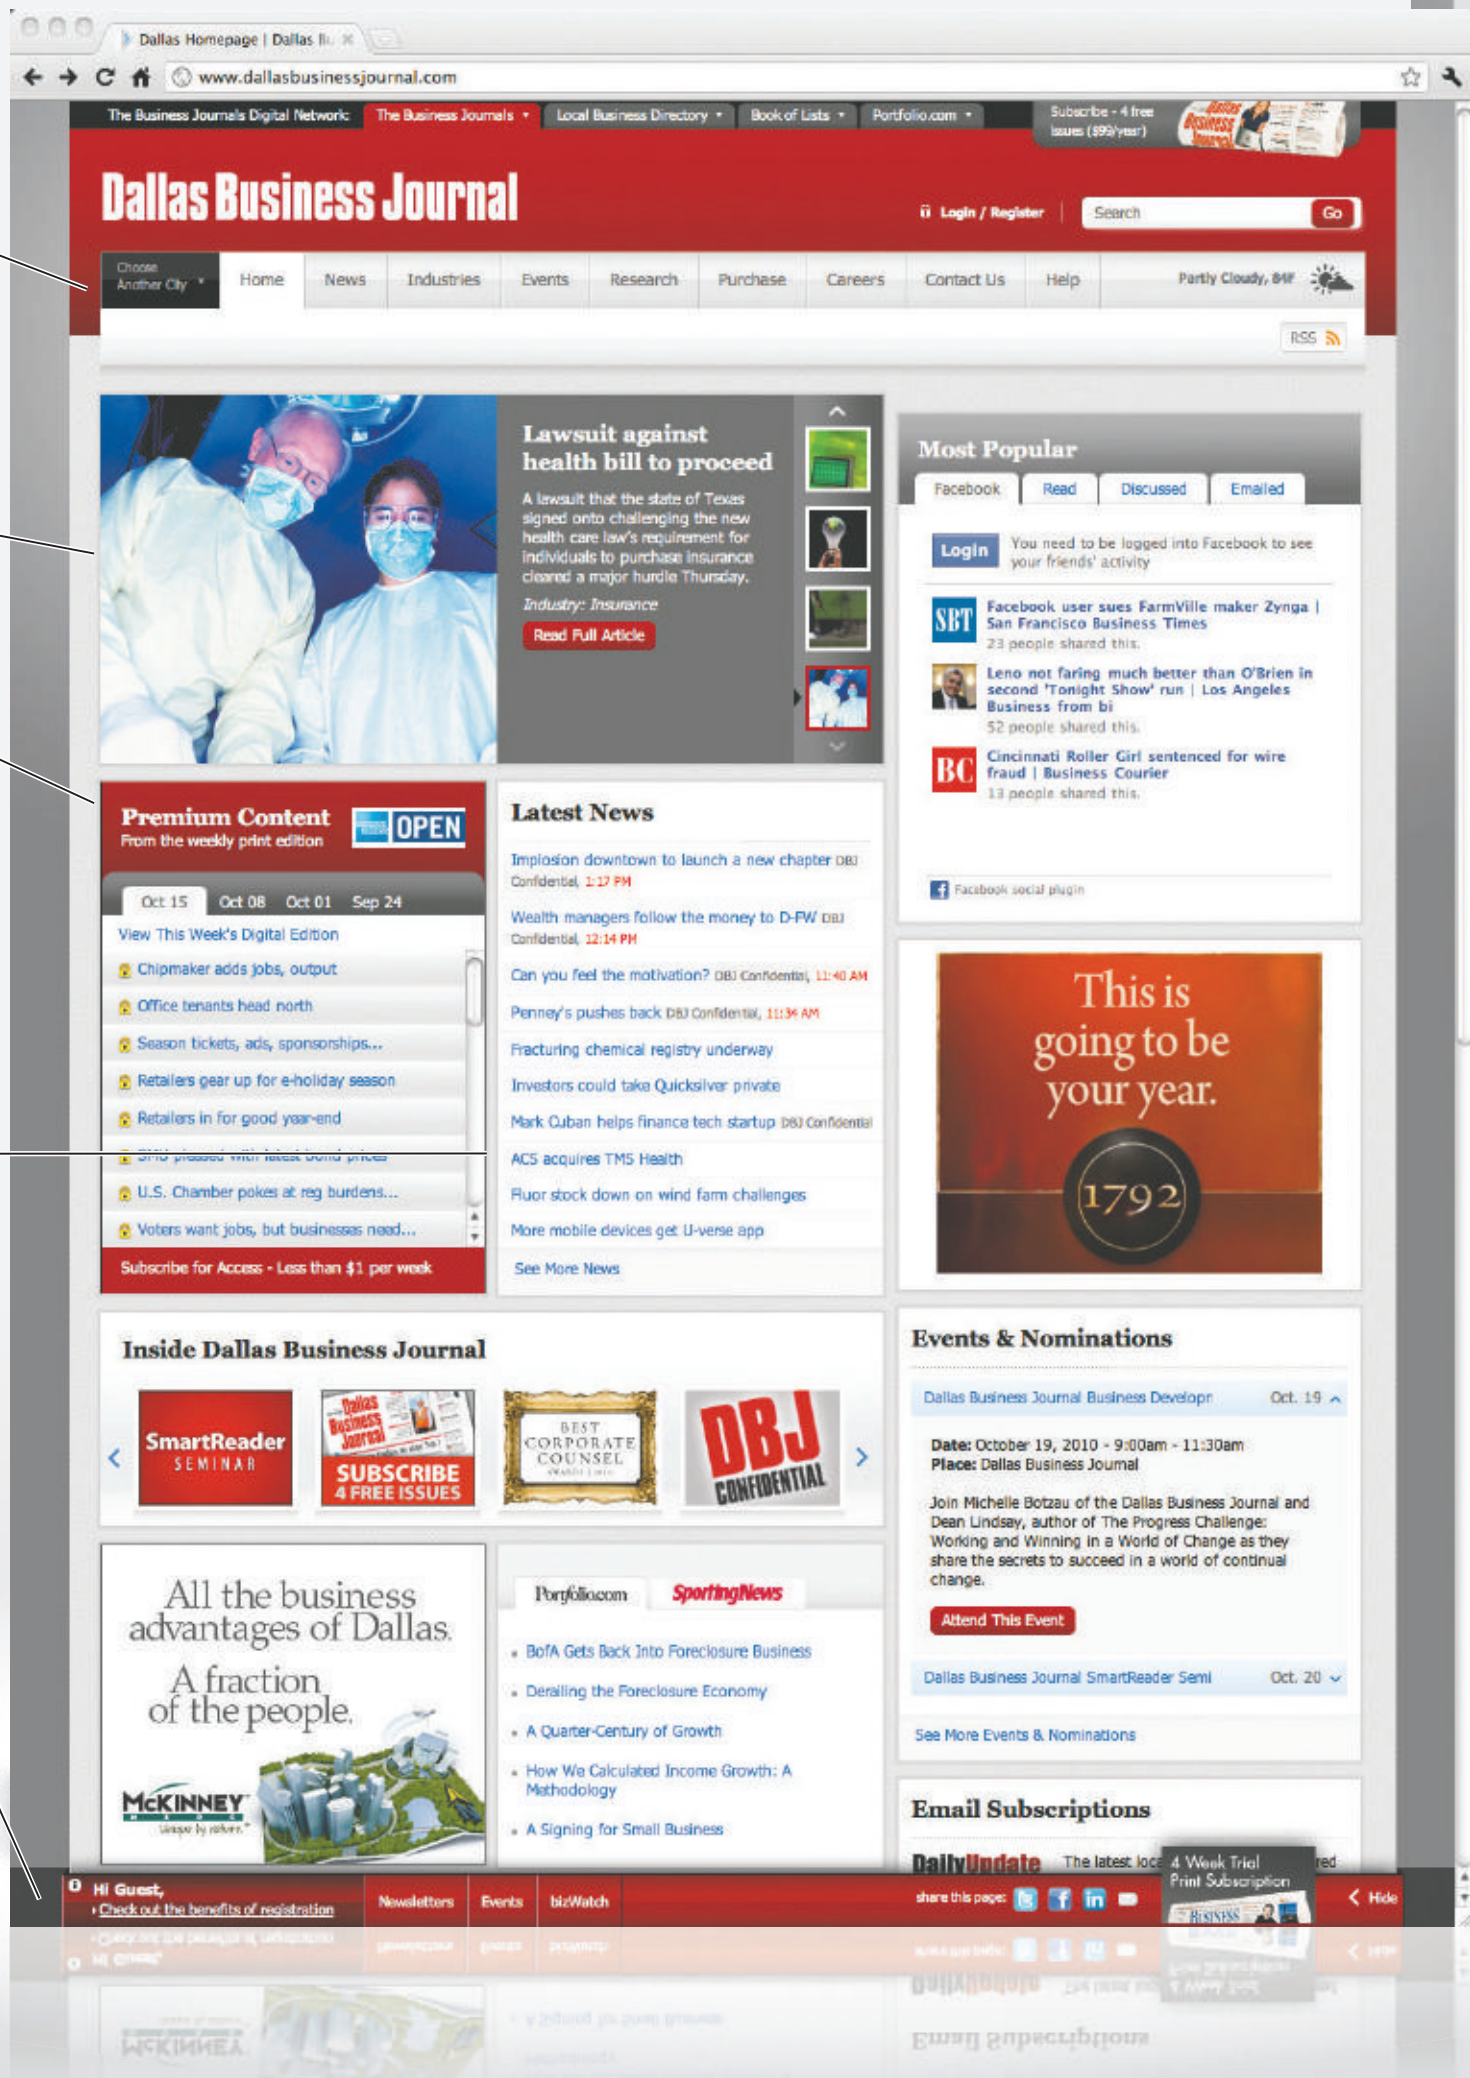 Dallas Homepage | Dallas Bu
www.dallasbusinessjournal.com
The Business Journals Digital Network:
The Business Journals
Local Business Directory
Book of Lists
Portfolio.com
Subscribe - 4 free
issues ($99/year)
Dallas Business Journal
Login / Register
Search
Go
Choose
Another City
Home
News
Industries
Events
Research
Purchase
Careers
Contact Us
Help
Partly Cloudy, 84F
RSS
Lawsuit against
health bill to proceed
A lawsuit that the state of Texas
signed onto challenging the new
health care law's requirement for
individuals to purchase insurance
cleared a major hurdle Thursday.
Industry: Insurance
Read Full Article
Most Popular
Facebook
Read
Discussed
Emailed
Login
You need to be logged into Facebook to see
your friends' activity
SBT
Facebook user sues FarmVille maker Zynga |
San Francisco Business Times
23 people shared this.
Leno not faring much better than O'Brien in
second 'Tonight Show' run | Los Angeles
Business from bi
52 people shared this.
BC
Cincinnati Roller Girl sentenced for wire
fraud | Business Courier
13 people shared this.
Facebook social plugin
Premium Content
From the weekly print edition
OPEN
Oct 15
Oct 08
Oct 01
Sep 24
View This Week's Digital Edition
Chipmaker adds jobs, output
Office tenants head north
Season tickets, ads, sponsorships...
Retailers gear up for e-holiday season
Retailers in for good year-end
SMU pleased with latest bond prices
U.S. Chamber pokes at reg burdens...
Voters want jobs, but businesses need...
Subscribe for Access - Less than $1 per week
Latest News
Implosion downtown to launch a new chapter DBJ
Confidential, 1:17 PM
Wealth managers follow the money to D-FW DBJ
Confidential, 12:14 PM
Can you feel the motivation? DBJ Confidential, 11:40 AM
Penney's pushes back DBJ Confidential, 11:34 AM
Fracturing chemical registry underway
Investors could take Quicksilver private
Mark Cuban helps finance tech startup DBJ Confidential
ACS acquires TMS Health
Fluor stock down on wind farm challenges
More mobile devices get U-verse app
See More News
This is
going to be
your year.
1792
Inside Dallas Business Journal
SmartReader
SEMINAR
Dallas
Business
Journal
SUBSCRIBE
4 FREE ISSUES
BEST
CORPORATE
COUNSEL
DBJ
CONFIDENTIAL
Events & Nominations
Dallas Business Journal Business Developr
Oct. 19
Date: October 19, 2010 - 9:00am - 11:30am
Place: Dallas Business Journal
Join Michelle Botzau of the Dallas Business Journal and
Dean Lindsay, author of The Progress Challenge:
Working and Winning in a World of Change as they
share the secrets to succeed in a world of continual
change.
Attend This Event
Dallas Business Journal SmartReader Semi
Oct. 20
See More Events & Nominations
All the business
advantages of Dallas.
A fraction
of the people.
McKINNEY
Unique by nature.
Portfolio.com
SportingNews
BofA Gets Back Into Foreclosure Business
Derailing the Foreclosure Economy
A Quarter-Century of Growth
How We Calculated Income Growth: A
Methodology
A Signing for Small Business
Email Subscriptions
DailyUpdate
The latest loca
red
Hi Guest,
Check out the benefits of registration
Newsletters
Events
bizWatch
share this page:
4 Week Trial
Print Subscription
BUSINESS
Hide